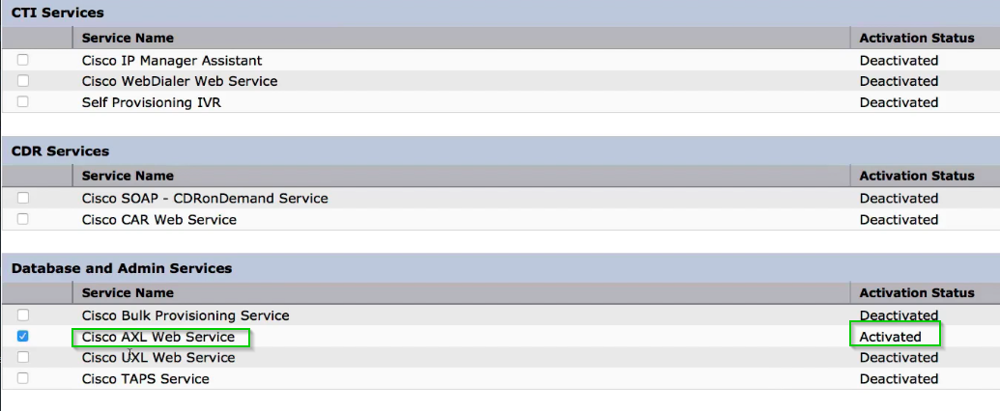 CTI Services
Service Name Activation Status
Cisco IP Manager Assistant Deactivated
Cisco WebDialer Web Service Deactivated
Self Provisioning IVR Deactivated
CDR Services
Service Name Activation Status
Cisco SOAP - CDRonDemand Service Deactivated
Cisco CAR Web Service Deactivated
Database and Admin Services
Service Name Activation Status
Cisco Bulk Provisioning Service Deactivated
Cisco AXL Web Service Activated
Cisco UXL Web Service Deactivated
Cisco TAPS Service Deactivated